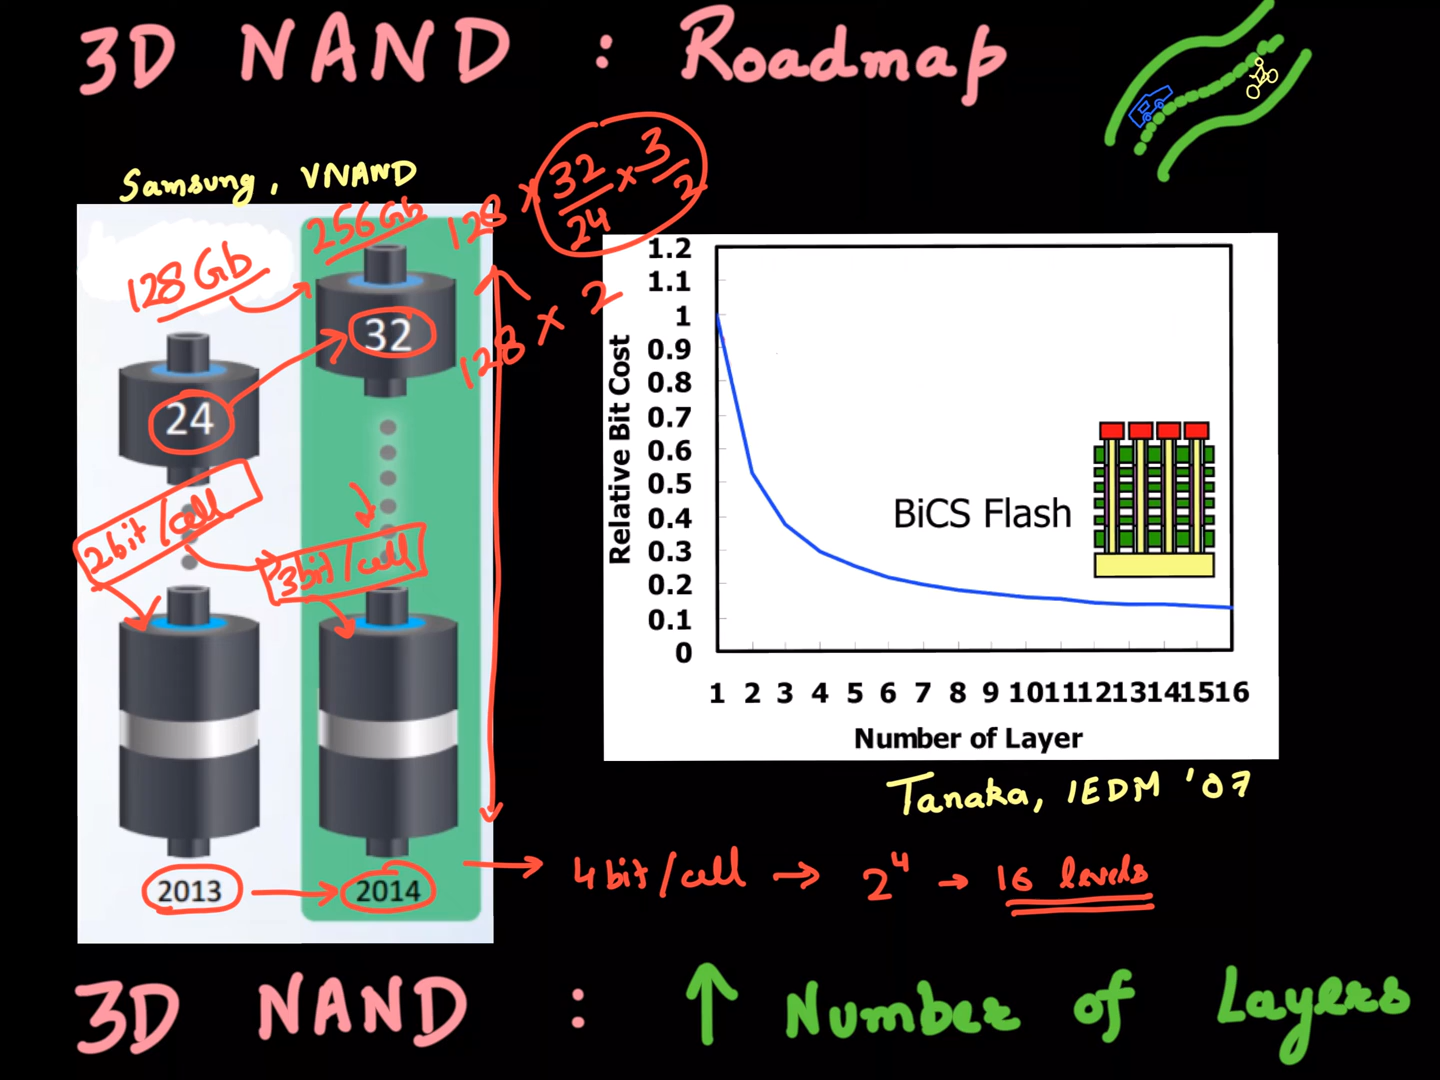 3D NAND : Roadmap
Samsung, VNAND
128 Gb
256Gb
128 × 32/24 × 3/2
128 × 2
24
32
2bit/cell
3bit/cell
2013
2014
1.2
1.1
1
0.9
0.8
0.7
0.6
0.5
0.4
0.3
0.2
0.1
0
Relative Bit Cost
BiCS Flash
1 2 3 4 5 6 7 8 9 10 11 12 13 14 15 16
Number of Layer
Tanaka, IEDM '07
→ 4bit/cell → 2^4 → 16 levels
3D NAND : ↑ Number of Layers